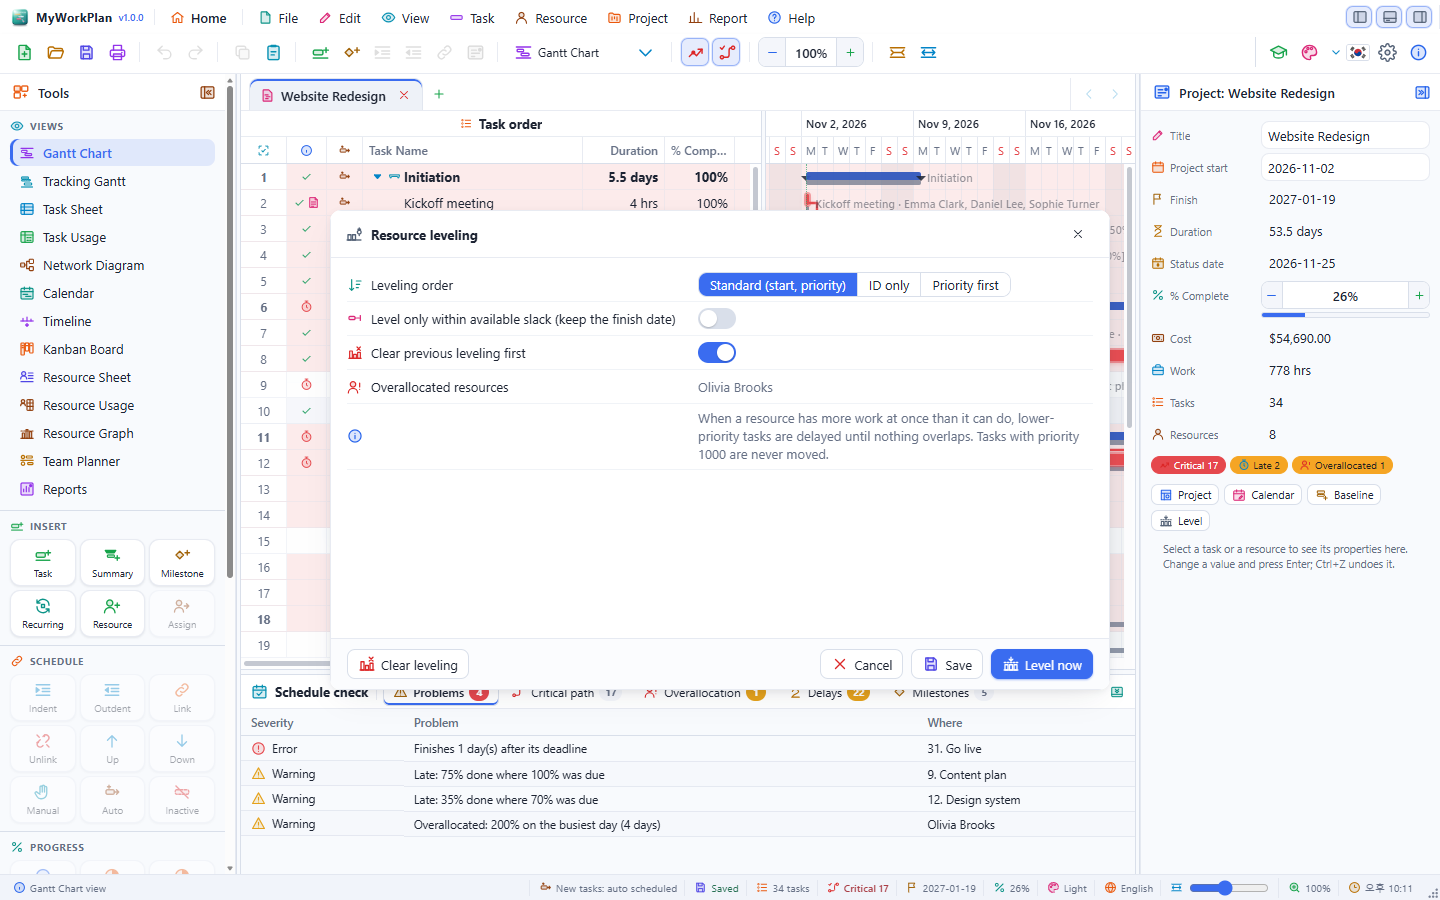 MyWorkPlan v1.0.0
Home
File
Edit
View
Task
Resource
Project
Report
Help
Gantt Chart
100%
Tools
VIEWS
Gantt Chart
Tracking Gantt
Task Sheet
Task Usage
Network Diagram
Calendar
Timeline
Kanban Board
Resource Sheet
Resource Usage
Resource Graph
Team Planner
Reports
INSERT
Task
Summary
Milestone
Recurring
Resource
Assign
SCHEDULE
Indent
Outdent
Link
Unlink
Up
Down
Manual
Auto
Inactive
PROGRESS
Website Redesign
Task order
Nov 2, 2026
Nov 9, 2026
Nov 16, 2026
Task Name
Duration
% Comp...
S S M T W T F S S M T W T F S S M T W T F S S
1 Initiation 5.5 days 100%
Initiation
2 Kickoff meeting 4 hrs 100%
Kickoff meeting · Emma Clark, Daniel Lee, Sophie Turner
3
4
5
6
7
8
9
10
11
12
13
14
15
16
17
18
19
Resource leveling
Leveling order
Standard (start, priority)
ID only
Priority first
Level only within available slack (keep the finish date)
Clear previous leveling first
Overallocated resources
Olivia Brooks
When a resource has more work at once than it can do, lower-
priority tasks are delayed until nothing overlaps. Tasks with priority
1000 are never moved.
Clear leveling
Cancel
Save
Level now
Schedule check
Problems 4
Critical path 17
Overallocation 1
Delays 22
Milestones 5
Severity
Problem
Where
Error
Finishes 1 day(s) after its deadline
31. Go live
Warning
Late: 75% done where 100% was due
9. Content plan
Warning
Late: 35% done where 70% was due
12. Design system
Warning
Overallocated: 200% on the busiest day (4 days)
Olivia Brooks
Project: Website Redesign
Title
Website Redesign
Project start
2026-11-02
Finish
2027-01-19
Duration
53.5 days
Status date
2026-11-25
% Complete
26%
Cost
$54,690.00
Work
778 hrs
Tasks
34
Resources
8
Critical 17
Late 2
Overallocated 1
Project
Calendar
Baseline
Level
Select a task or a resource to see its properties here.
Change a value and press Enter; Ctrl+Z undoes it.
Gantt Chart view
New tasks: auto scheduled
Saved
34 tasks
Critical 17
2027-01-19
26%
Light
English
100%
오후 10:11